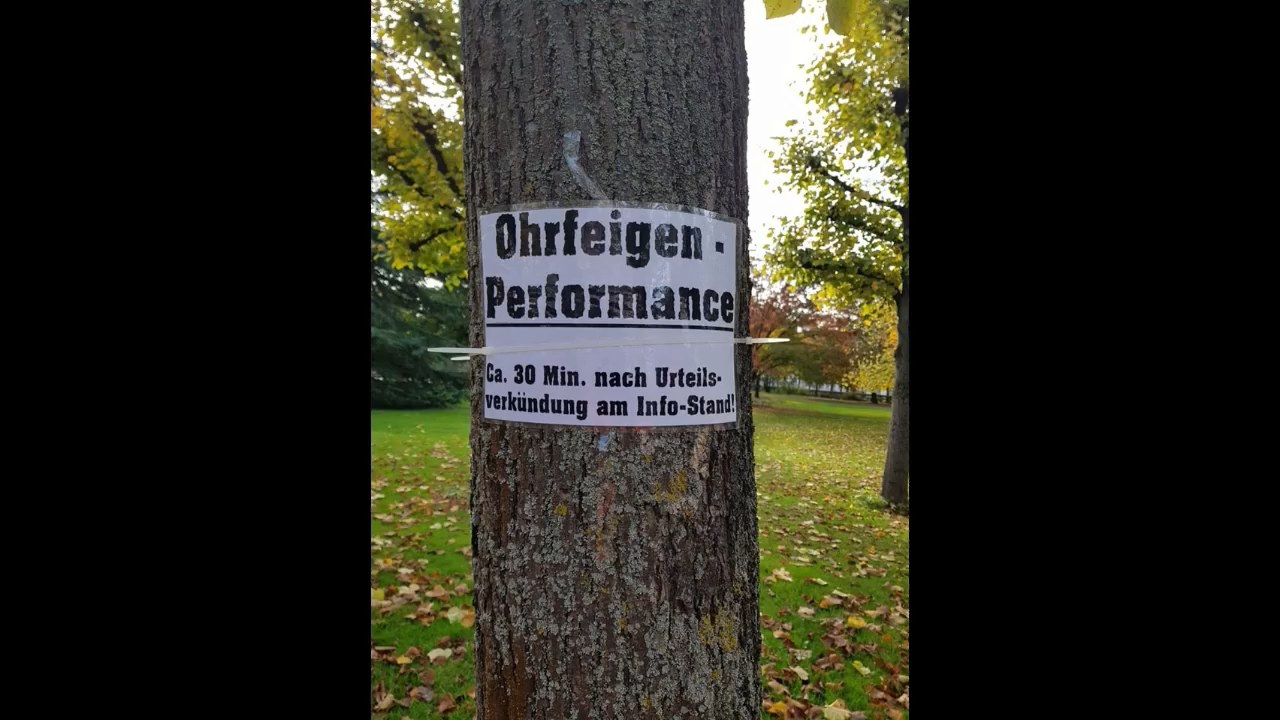 Ohrfeigen -
Performance
Ca. 30 Min. nach Urteils-
verkündung am Info-Stand!